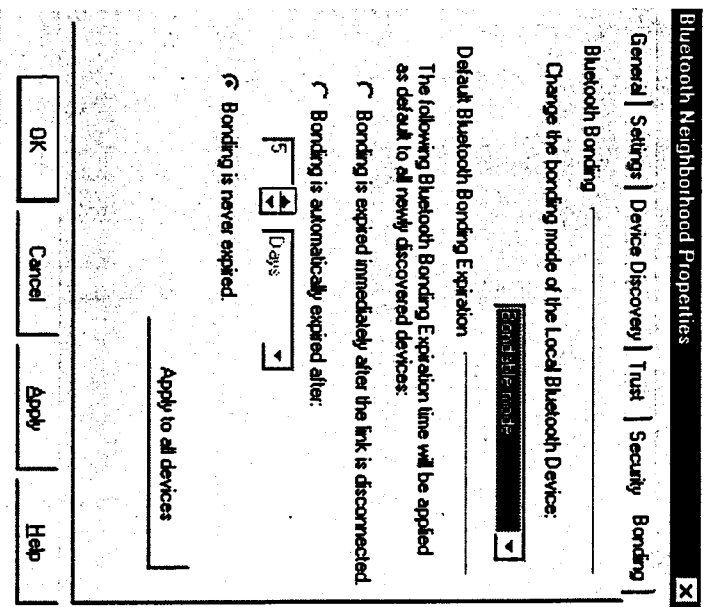 Bluetooth Neighborhood Properties
General Settings Device Discovery Trust Security Bonding
Bluetooth Bonding
Change the bonding mode of the Local Bluetooth Device:
Bondable mode
Default Bluetooth Bonding Expiration
The following Bluetooth Bonding Expiration time will be applied
as default to all newly discovered devices:
Bonding is expired immediately after the link is disconnected.
Bonding is automatically expired after:
5 Days
Bonding is never expired.
Apply to all devices
OK Cancel Apply Help